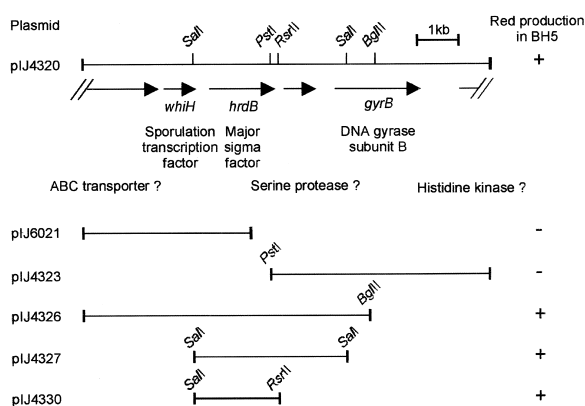 Plasmid
Red production
in BH5
SalI PstI RsrII SalI BglII 1kb
pIJ4320 +
whiH hrdB gyrB
Sporulation Major DNA gyrase
transcription sigma subunit B
factor factor
ABC transporter ? Serine protease ? Histidine kinase ?
pIJ6021 -
PstI
pIJ4323 -
BglII
pIJ4326 +
SalI SalI
pIJ4327 +
SalI RsrII
pIJ4330 +